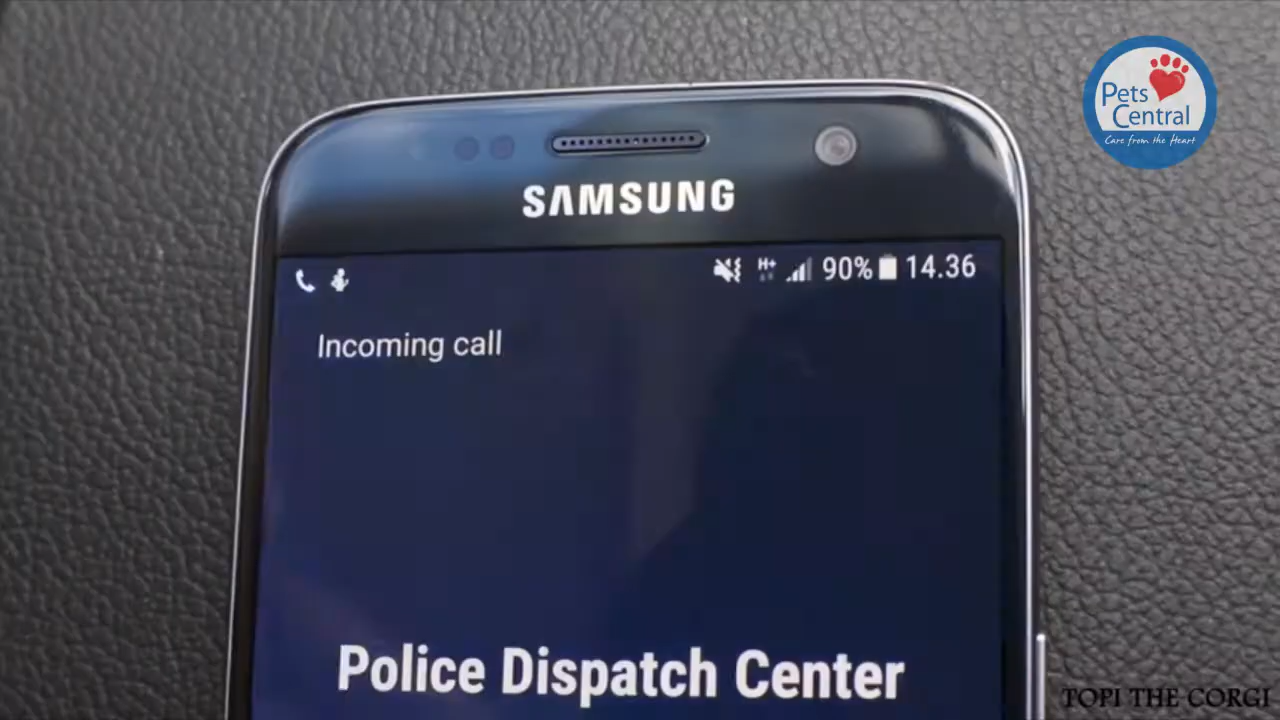 Pets
Central
Care from the Heart
SAMSUNG
H+
90%
14.36
Incoming call
Police Dispatch Center
TOPI THE CORGI